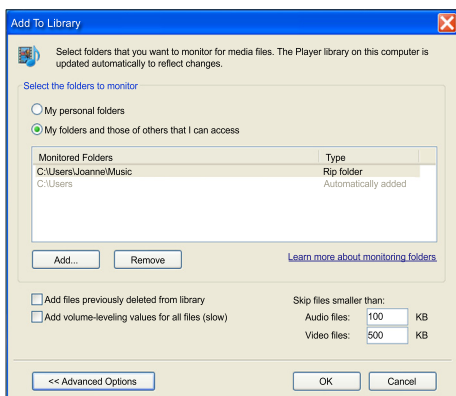 Add To Library
Select folders that you want to monitor for media files. The Player library on this computer is
updated automatically to reflect changes.
Select the folders to monitor
My personal folders
My folders and those of others that I can access
Monitored Folders Type
C:\Users\Joanne\Music Rip folder
C:\Users Automatically added
Add... Remove Learn more about monitoring folders
Add files previously deleted from library Skip files smaller than:
Add volume-leveling values for all files (slow) Audio files: 100 KB
Video files: 500 KB
<< Advanced Options OK Cancel